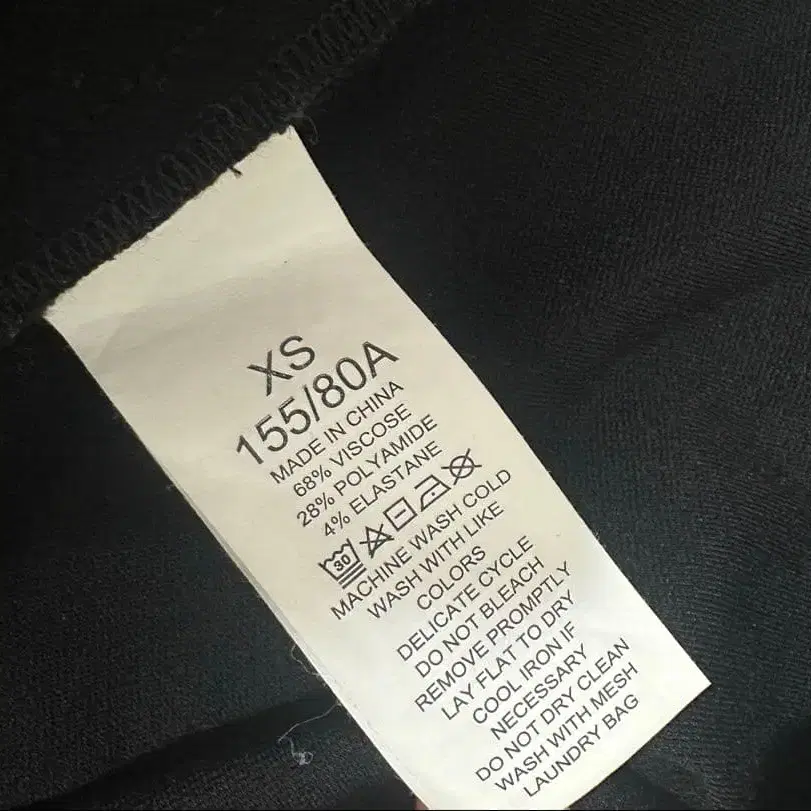 XS
155/80A
MADE IN CHINA
68% VISCOSE
28% POLYAMIDE
4% ELASTANE
30
MACHINE WASH COLD
WASH WITH LIKE
COLORS
DELICATE CYCLE
DO NOT BLEACH
REMOVE PROMPTLY
LAY FLAT TO DRY
COOL IRON IF
NECESSARY
DO NOT DRY CLEAN
WASH WITH MESH
LAUNDRY BAG